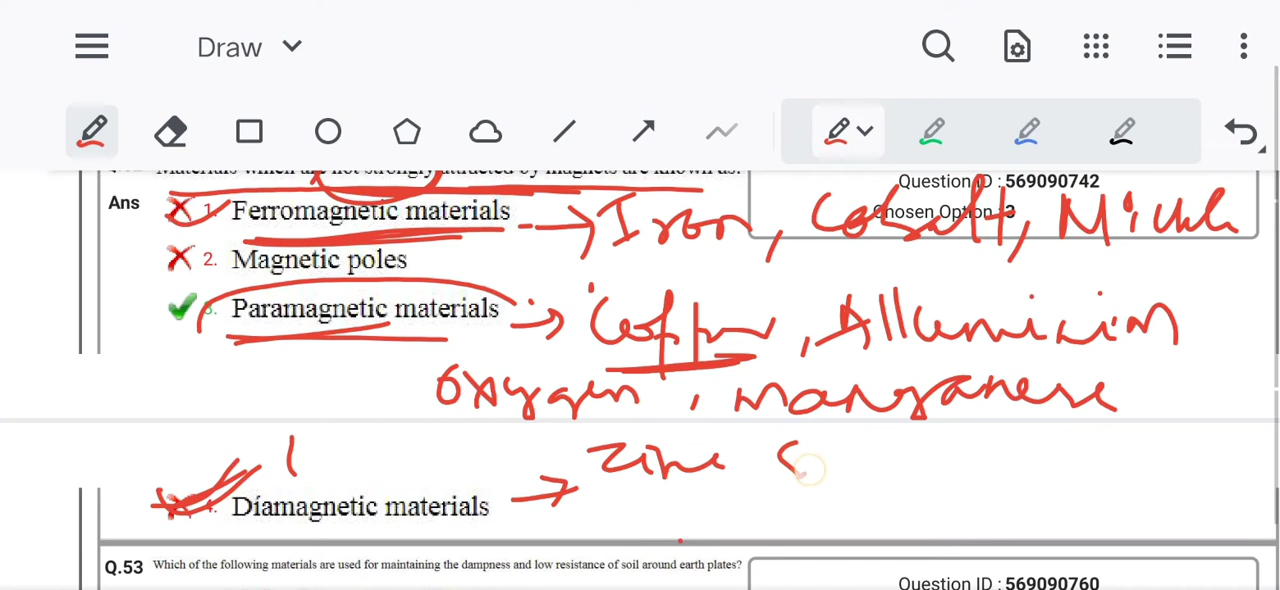 Draw
Materials which are not strongly attracted by magnets are known as:
Question ID : 569090742
Ans
1. Ferromagnetic materials
Chosen Option : 3
→ Iron, Cobalt, Nickle
2. Magnetic poles
3. Paramagnetic materials
→ Copper, Alluminium
oxygen, manganese
→ Zinc S
4. Diamagnetic materials
Q.53 Which of the following materials are used for maintaining the dampness and low resistance of soil around earth plates?
Question ID : 569090760